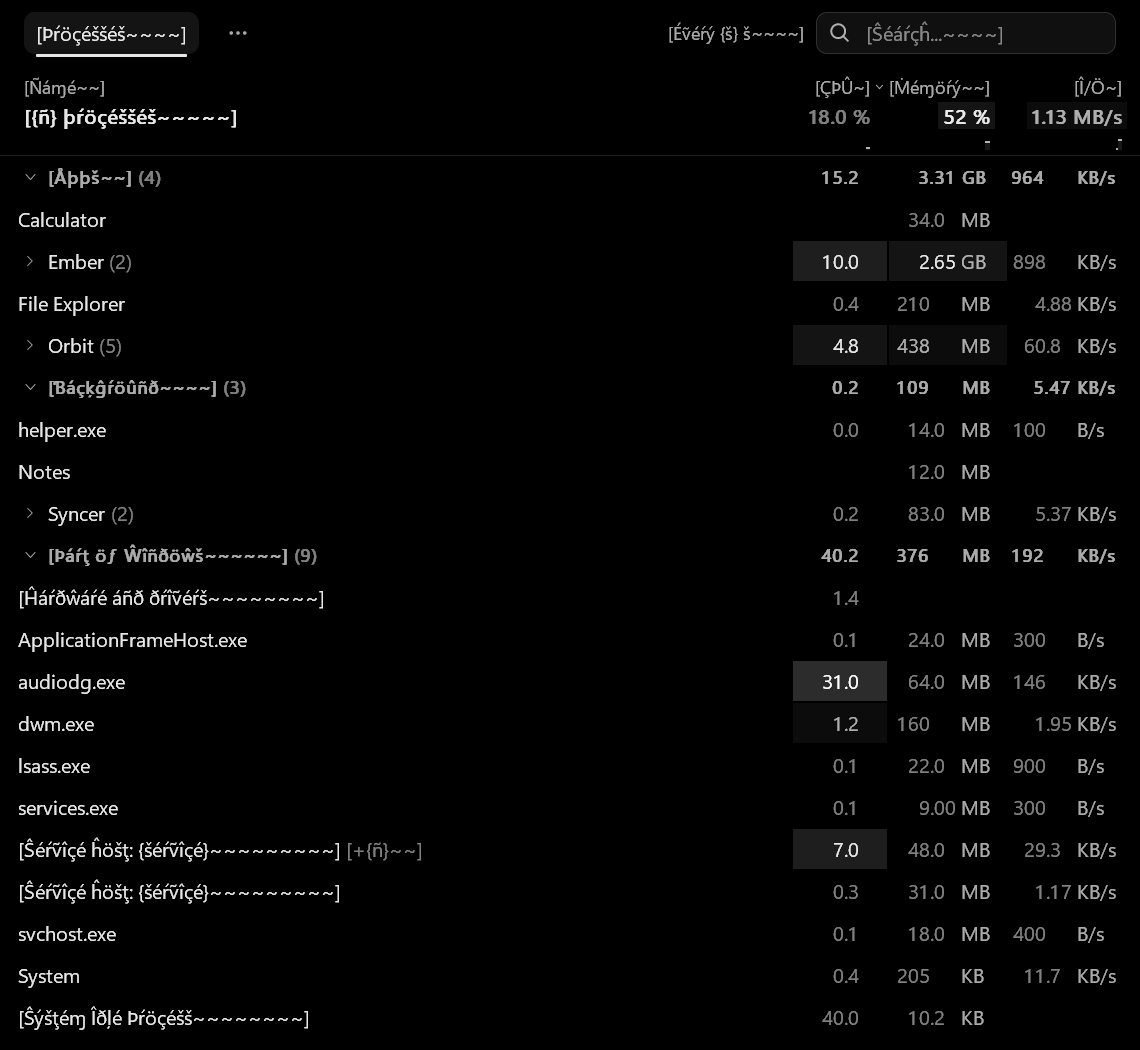 [Þŕöçéššéš~~~~] ... [Éṽéŕý {š} š~~~~] [Ŝéáŕçĥ...~~~~]
[Ñáɱé~~] [ÇÞÛ~] [Ṁéɱöŕý~~] [Î/Ö~]
[{ñ} þŕöçéššéš~~~~~] 18.0 % 52 % 1.13 MB/s
- - -
[Åþþš~~] (4) 15.2 3.31 GB 964 KB/s
Calculator 34.0 MB
Ember (2) 10.0 2.65 GB 898 KB/s
File Explorer 0.4 210 MB 4.88 KB/s
Orbit (5) 4.8 438 MB 60.8 KB/s
[Ɓáçķĝŕöûñð~~~~] (3) 0.2 109 MB 5.47 KB/s
helper.exe 0.0 14.0 MB 100 B/s
Notes 12.0 MB
Syncer (2) 0.2 83.0 MB 5.37 KB/s
[Þáŕţ öƒ Ŵîñðöŵš~~~~~~] (9) 40.2 376 MB 192 KB/s
[Ĥáŕðŵáŕé áñð ðŕîṽéŕš~~~~~~~~] 1.4
ApplicationFrameHost.exe 0.1 24.0 MB 300 B/s
audiodg.exe 31.0 64.0 MB 146 KB/s
dwm.exe 1.2 160 MB 1.95 KB/s
lsass.exe 0.1 22.0 MB 900 B/s
services.exe 0.1 9.00 MB 300 B/s
[Ŝéŕṽîçé ĥöšţ: {šéŕṽîçé}~~~~~~~~~] [+{ñ}~~] 7.0 48.0 MB 29.3 KB/s
[Ŝéŕṽîçé ĥöšţ: {šéŕṽîçé}~~~~~~~~~] 0.3 31.0 MB 1.17 KB/s
svchost.exe 0.1 18.0 MB 400 B/s
System 0.4 205 KB 11.7 KB/s
[Ŝýšţéɱ Îðļé Þŕöçéšš~~~~~~~~] 40.0 10.2 KB